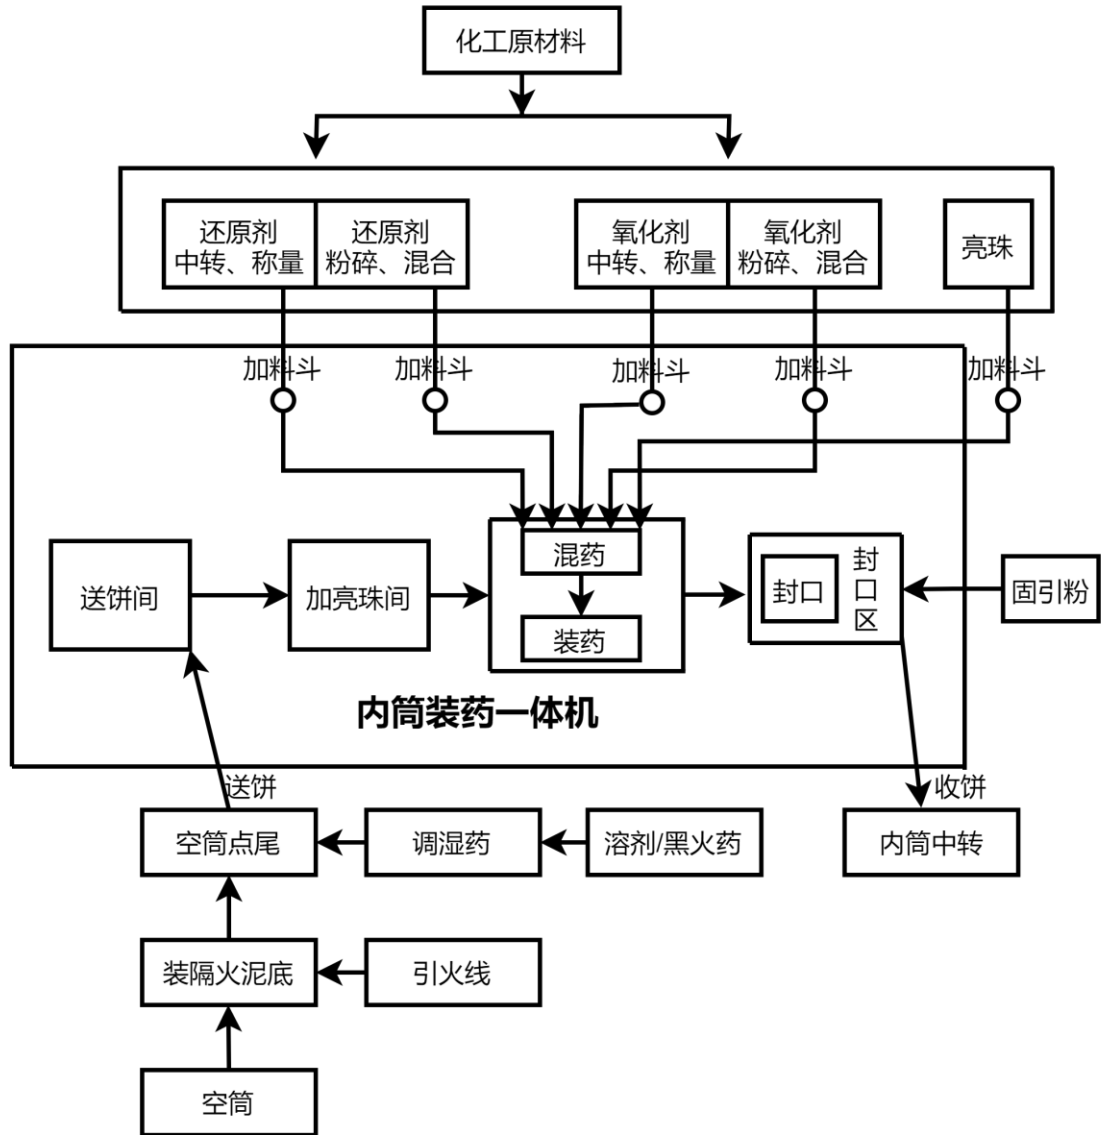 化工原材料
还原剂
中转、称量
还原剂
粉碎、混合
氧化剂
中转、称量
氧化剂
粉碎、混合
亮珠
加料斗
加料斗
加料斗
加料斗
加料斗
送饼间
加亮珠间
混药
装药
封口
封
口
区
固引粉
内筒装药一体机
送饼
收饼
空筒点尾
调湿药
溶剂/黑火药
内筒中转
装隔火泥底
引火线
空筒